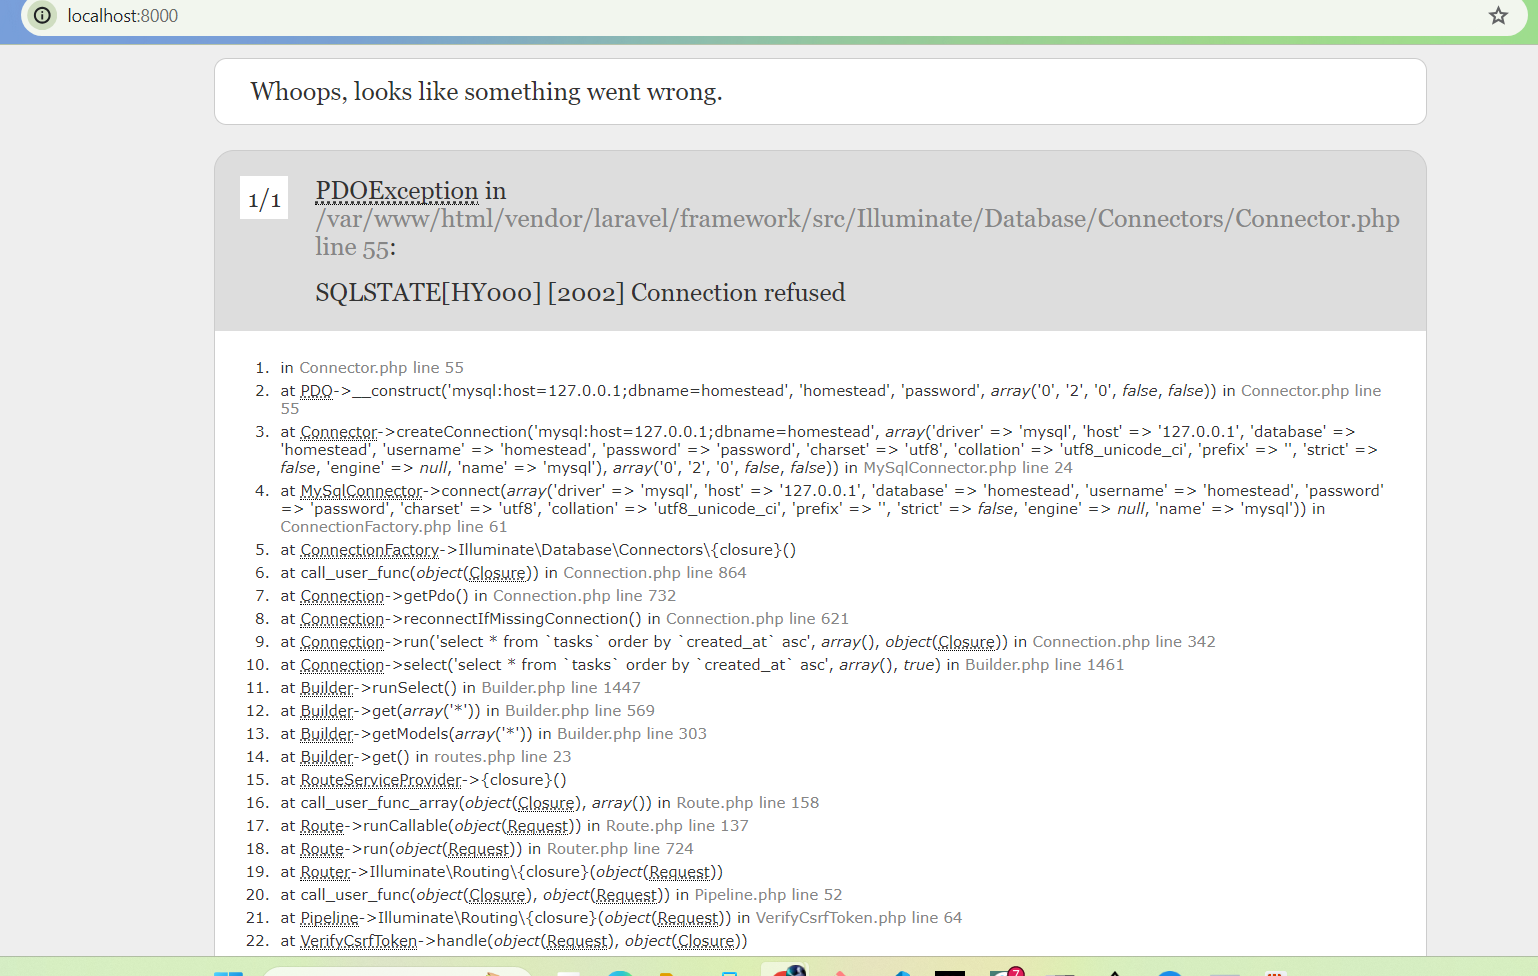 localhost:8000
Whoops, looks like something went wrong.
1/1
PDOException in
/var/www/html/vendor/laravel/framework/src/Illuminate/Database/Connectors/Connector.php
line 55:
SQLSTATE[HY000] [2002] Connection refused
1. in Connector.php line 55
2. at PDO->__construct('mysql:host=127.0.0.1;dbname=homestead', 'homestead', 'password', array('0', '2', '0', false, false)) in Connector.php line
55
3. at Connector->createConnection('mysql:host=127.0.0.1;dbname=homestead', array('driver' => 'mysql', 'host' => '127.0.0.1', 'database' =>
'homestead', 'username' => 'homestead', 'password' => 'password', 'charset' => 'utf8', 'collation' => 'utf8_unicode_ci', 'prefix' => '', 'strict' =>
false, 'engine' => null, 'name' => 'mysql'), array('0', '2', '0', false, false)) in MySqlConnector.php line 24
4. at MySqlConnector->connect(array('driver' => 'mysql', 'host' => '127.0.0.1', 'database' => 'homestead', 'username' => 'homestead', 'password'
=> 'password', 'charset' => 'utf8', 'collation' => 'utf8_unicode_ci', 'prefix' => '', 'strict' => false, 'engine' => null, 'name' => 'mysql')) in
ConnectionFactory.php line 61
5. at ConnectionFactory->Illuminate\Database\Connectors\{closure}()
6. at call_user_func(object(Closure)) in Connection.php line 864
7. at Connection->getPdo() in Connection.php line 732
8. at Connection->reconnectIfMissingConnection() in Connection.php line 621
9. at Connection->run('select * from `tasks` order by `created_at` asc', array(), object(Closure)) in Connection.php line 342
10. at Connection->select('select * from `tasks` order by `created_at` asc', array(), true) in Builder.php line 1461
11. at Builder->runSelect() in Builder.php line 1447
12. at Builder->get(array('*')) in Builder.php line 569
13. at Builder->getModels(array('*')) in Builder.php line 303
14. at Builder->get() in routes.php line 23
15. at RouteServiceProvider->{closure}()
16. at call_user_func_array(object(Closure), array()) in Route.php line 158
17. at Route->runCallable(object(Request)) in Route.php line 137
18. at Route->run(object(Request)) in Router.php line 724
19. at Router->Illuminate\Routing\{closure}(object(Request))
20. at call_user_func(object(Closure), object(Request)) in Pipeline.php line 52
21. at Pipeline->Illuminate\Routing\{closure}(object(Request)) in VerifyCsrfToken.php line 64
22. at VerifyCsrfToken->handle(object(Request), object(Closure))
7